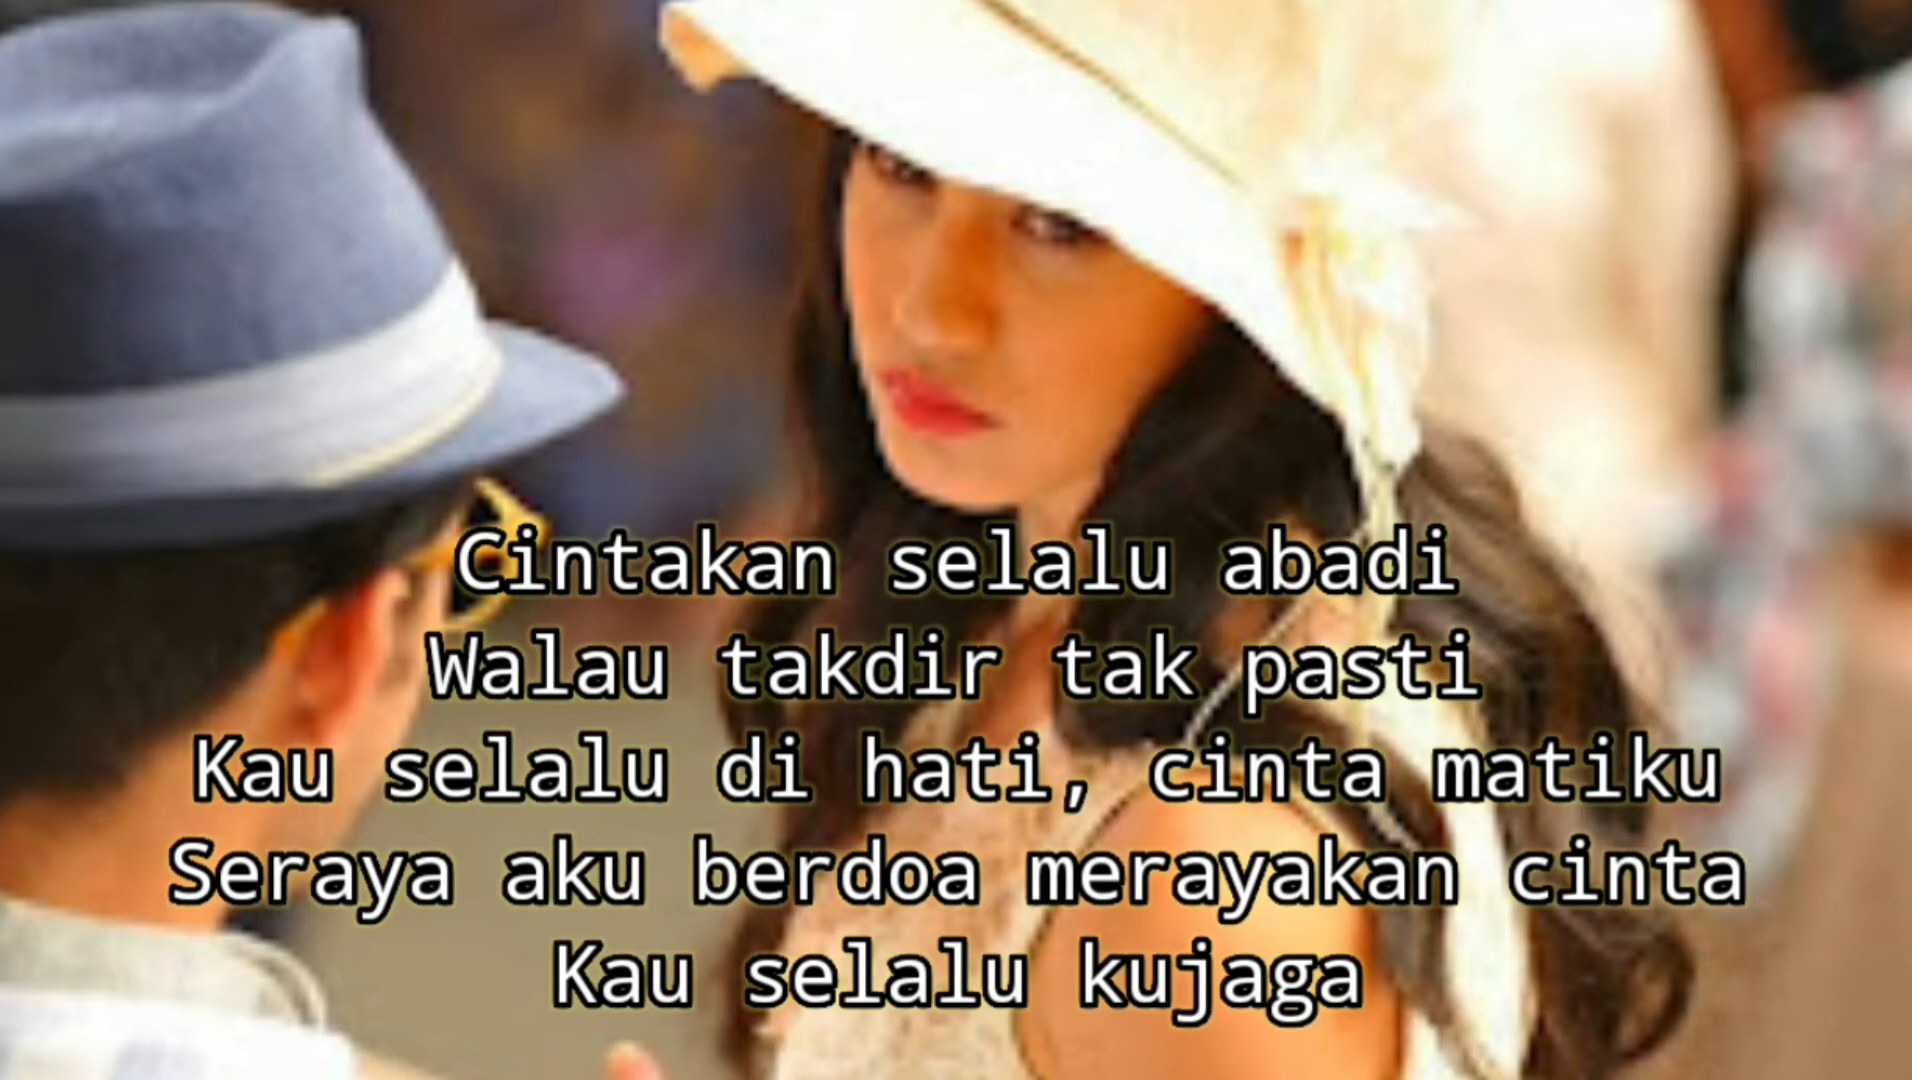 Cintakan selalu abadi
Walau takdir tak pasti
Kau selalu di hati, cinta matiku
Seraya aku berdoa merayakan cinta
Kau selalu kujaga